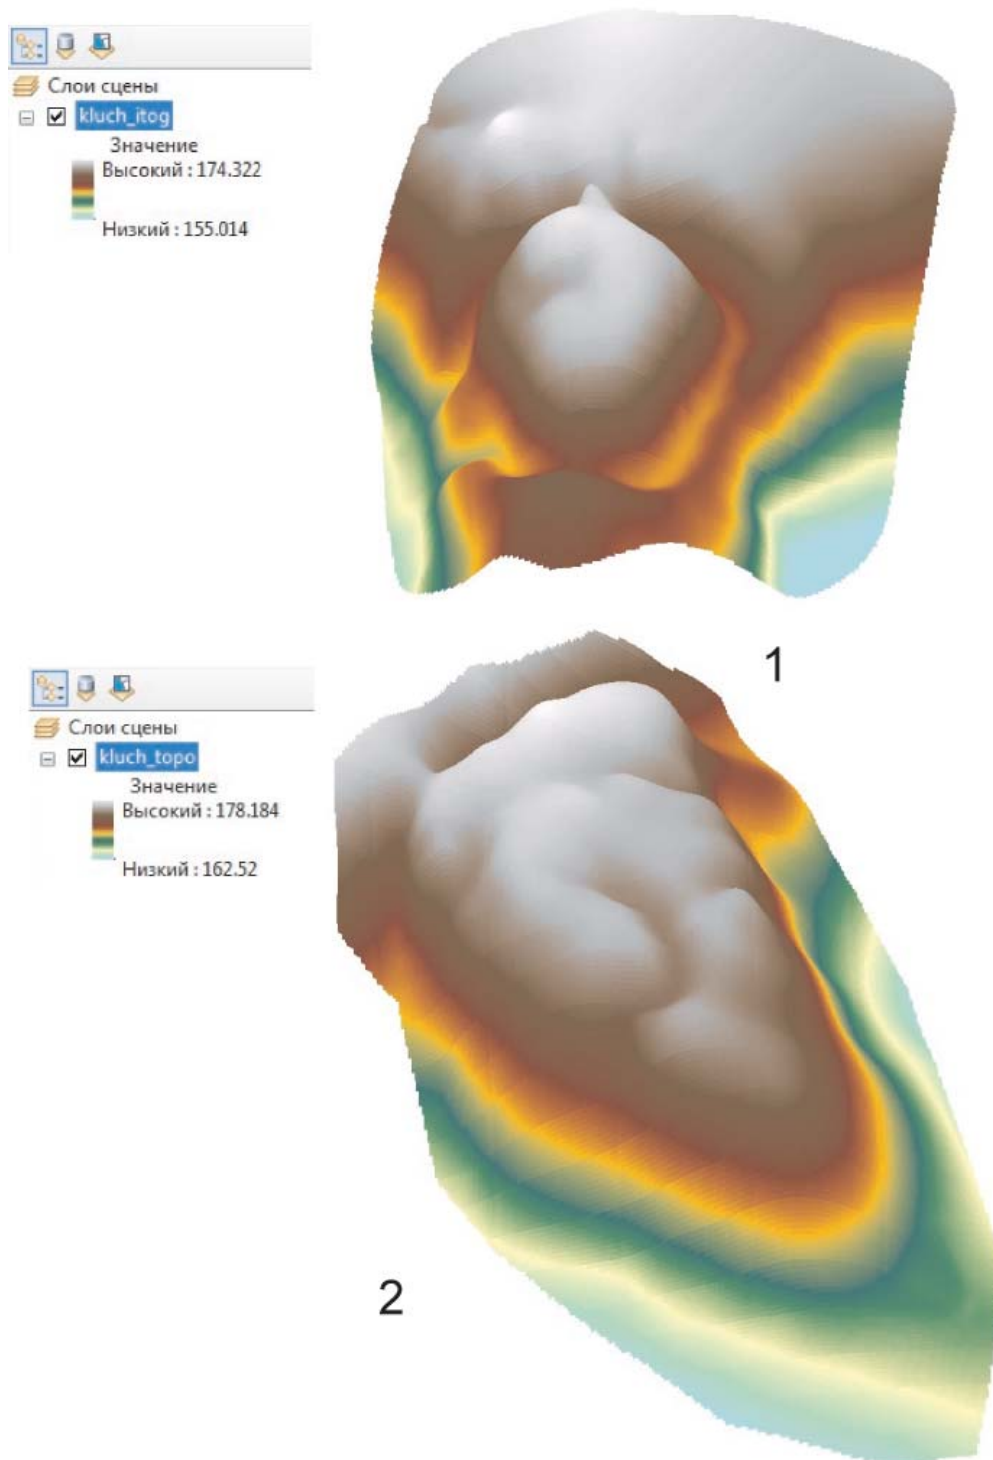 Слои сцены
kluch_itog
Значение
Высокий : 174.322
Низкий : 155.014
1
Слои сцены
kluch_topo
Значение
Высокий : 178.184
Низкий : 162.52
2